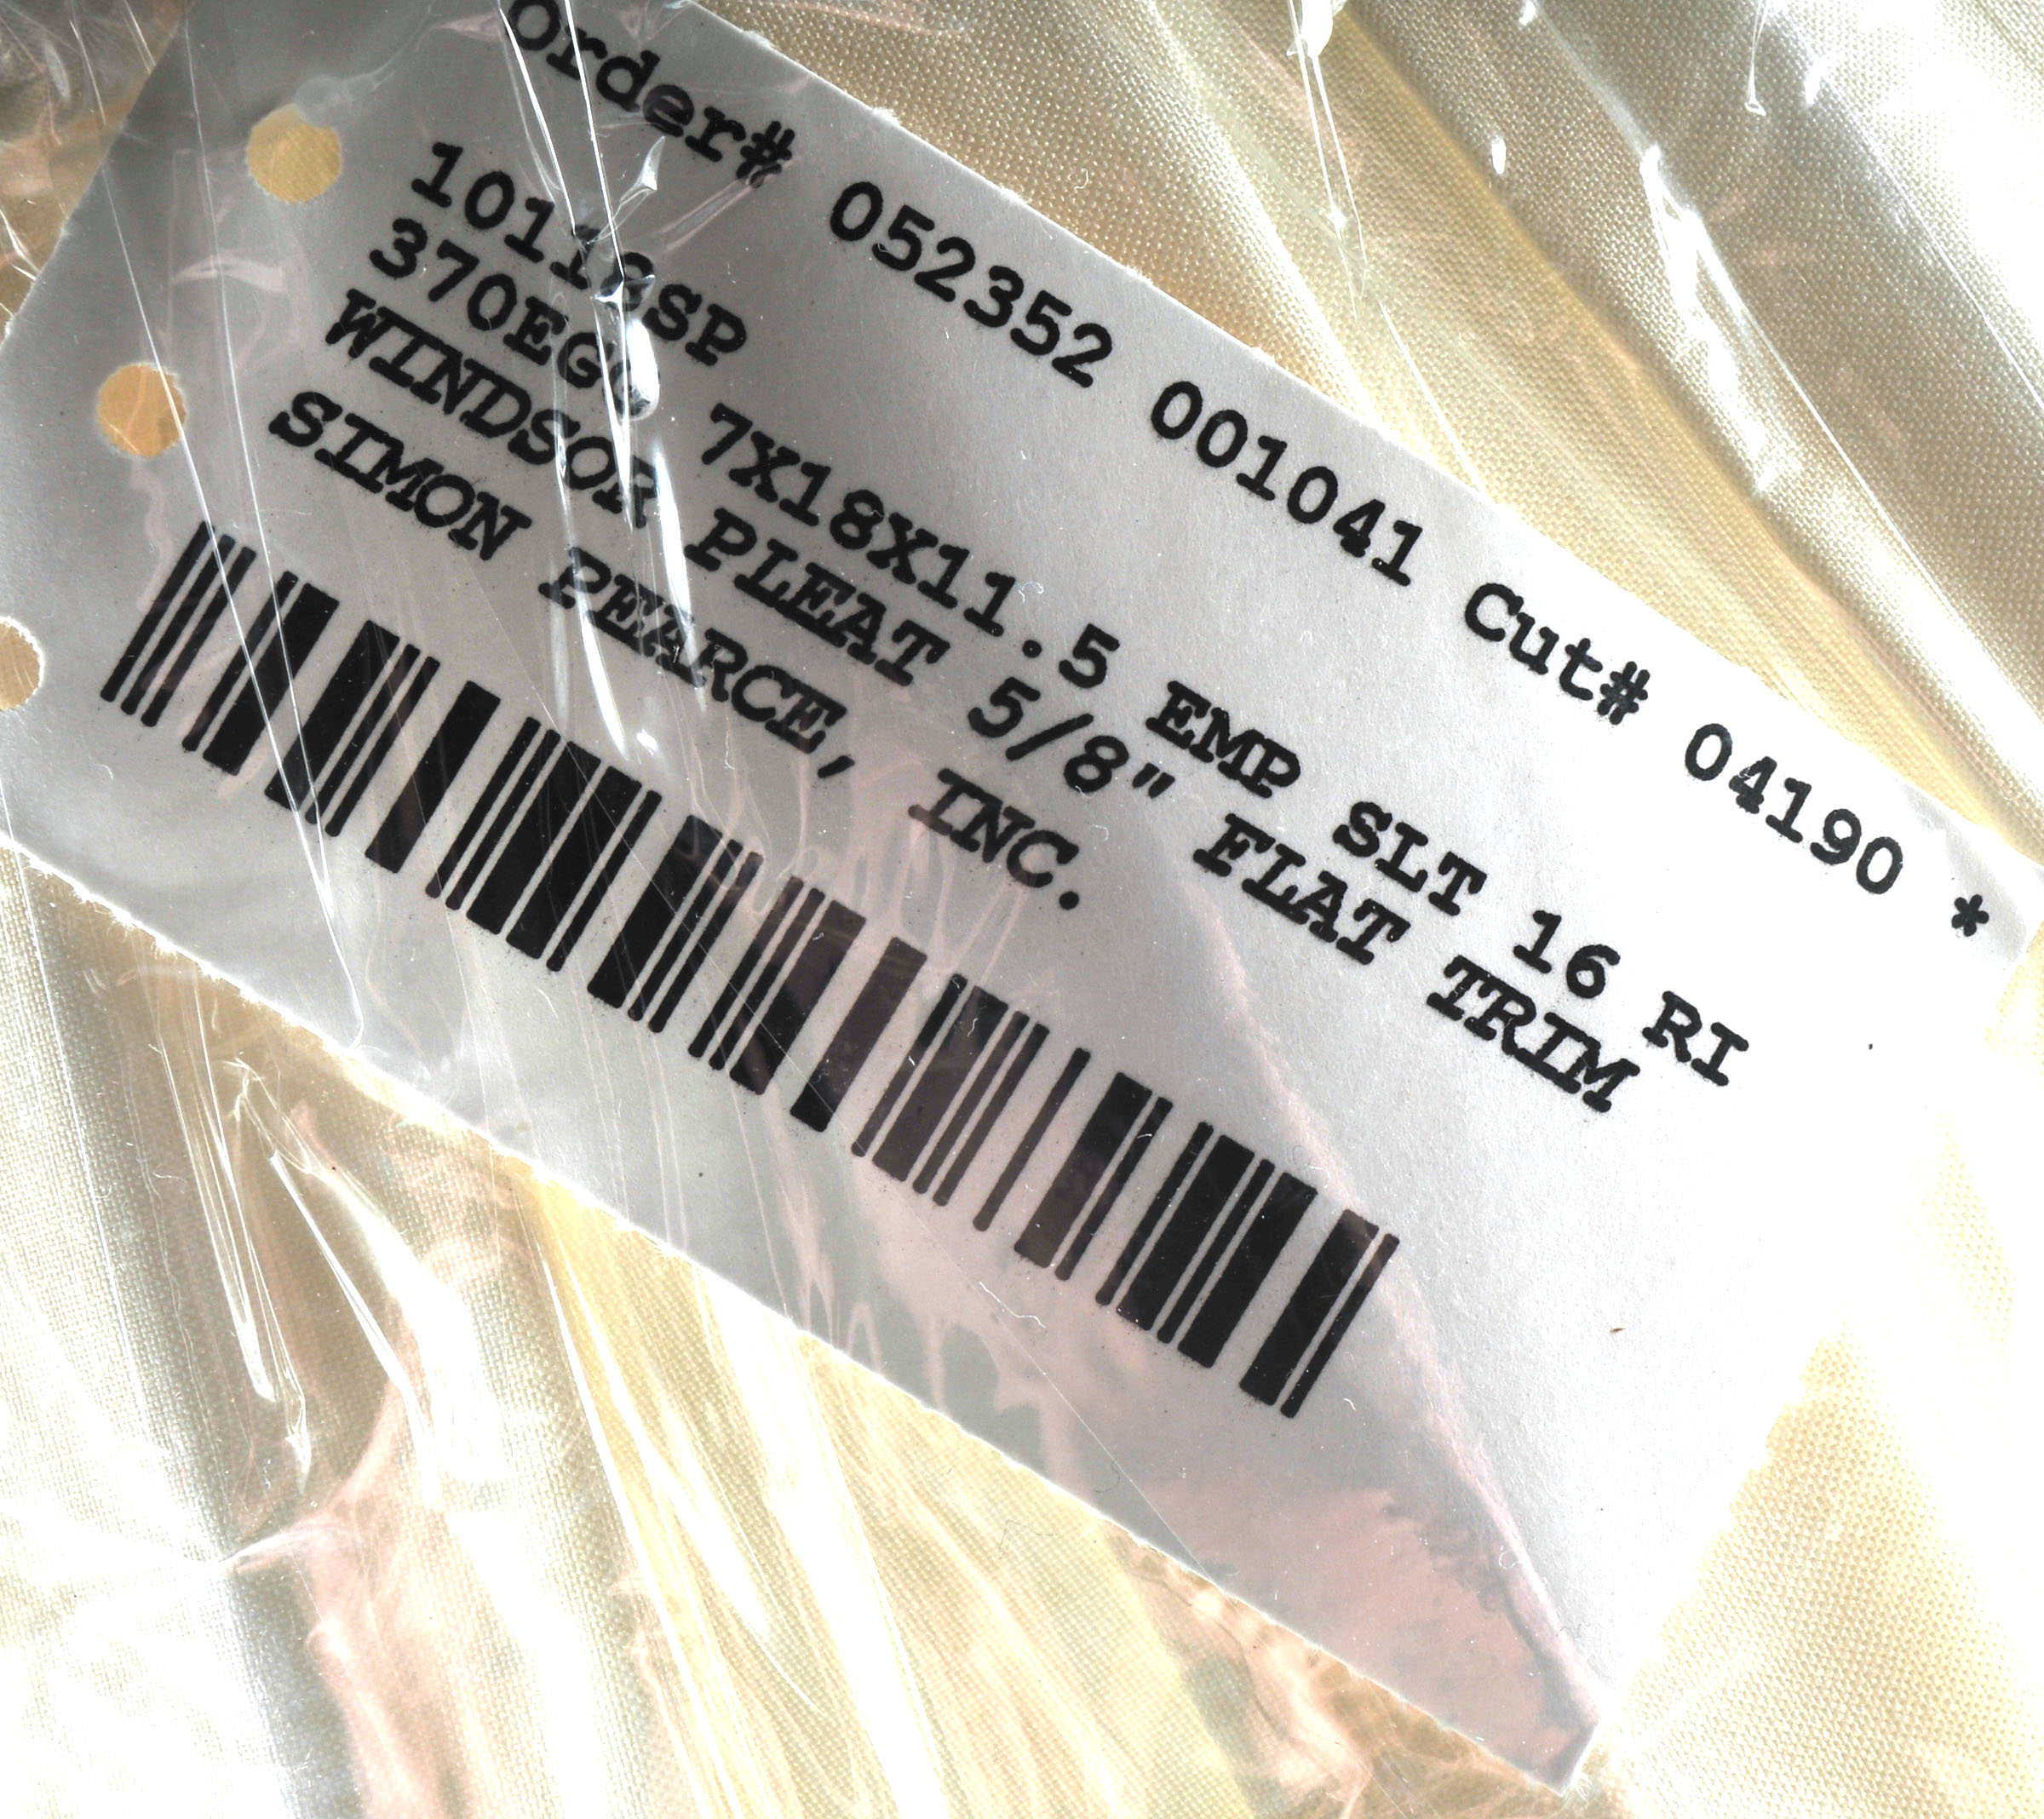 Order# 052352 001041 Cut# 04190 *
10118SP
370EGG 7X18X11.5 EMP SLT 16 RI
WINDSOR PLEAT 5/8" FLAT TRIM
SIMON PEARCE, INC.